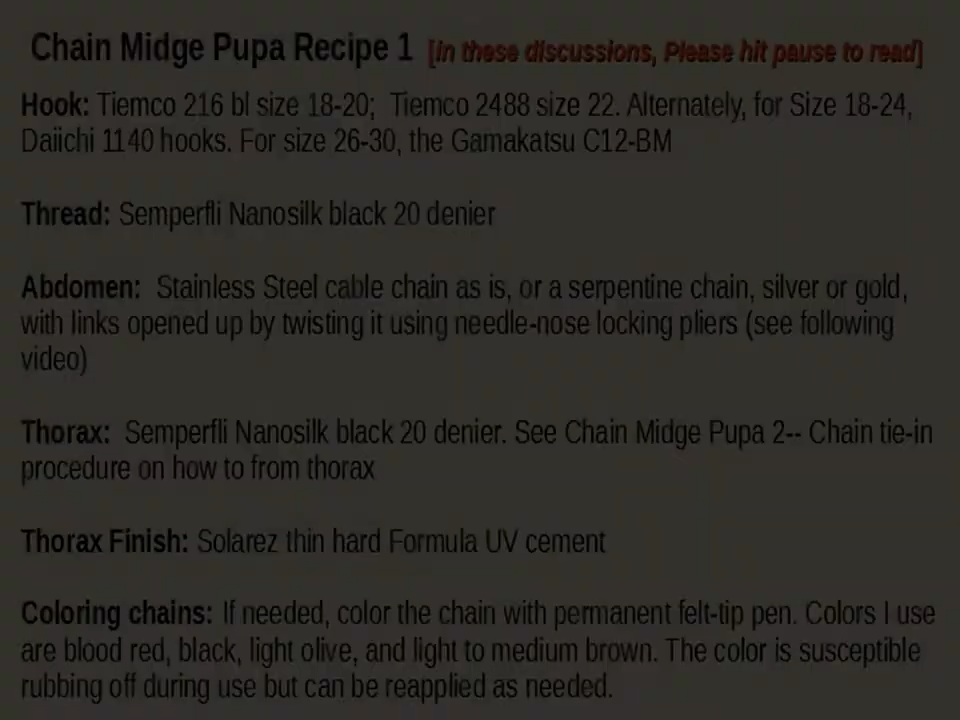 Chain Midge Pupa Recipe 1 [in these discussions, Please hit pause to read]
Hook: Tiemco 216 bl size 18-20;  Tiemco 2488 size 22. Alternately, for Size 18-24,
Daiichi 1140 hooks. For size 26-30, the Gamakatsu C12-BM
Thread: Semperfli Nanosilk black 20 denier
Abdomen:  Stainless Steel cable chain as is, or a serpentine chain, silver or gold,
with links opened up by twisting it using needle-nose locking pliers (see following
video)
Thorax:  Semperfli Nanosilk black 20 denier. See Chain Midge Pupa 2-- Chain tie-in
procedure on how to from thorax
Thorax Finish: Solarez thin hard Formula UV cement
Coloring chains: If needed, color the chain with permanent felt-tip pen. Colors I use
are blood red, black, light olive, and light to medium brown. The color is susceptible
rubbing off during use but can be reapplied as needed.